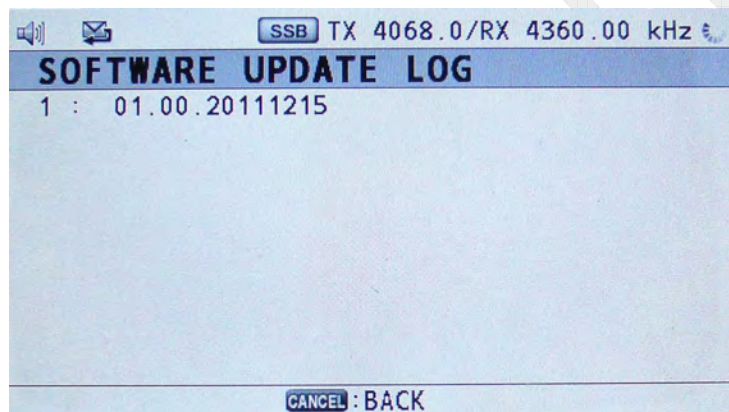 SSB TX 4068.0/RX 4360.00 kHz
SOFTWARE UPDATE LOG
1 : 01.00.20111215
CANCEL : BACK